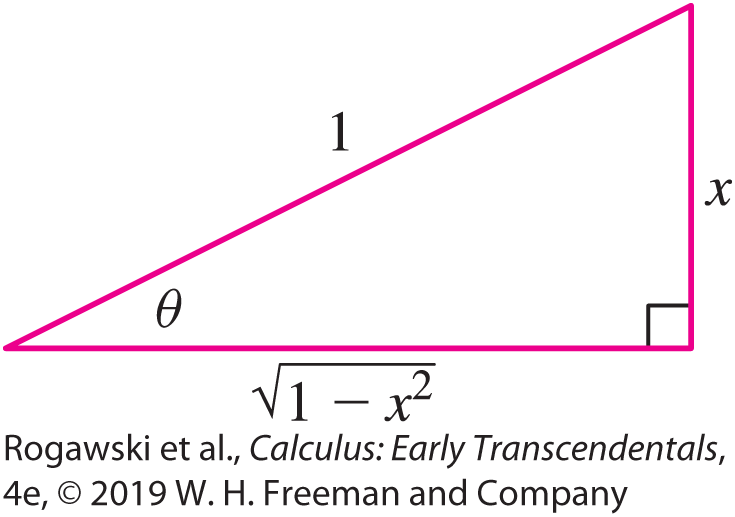 1
x
θ
√1 − x²
Rogawski et al., Calculus: Early Transcendentals,
4e, © 2019 W. H. Freeman and Company